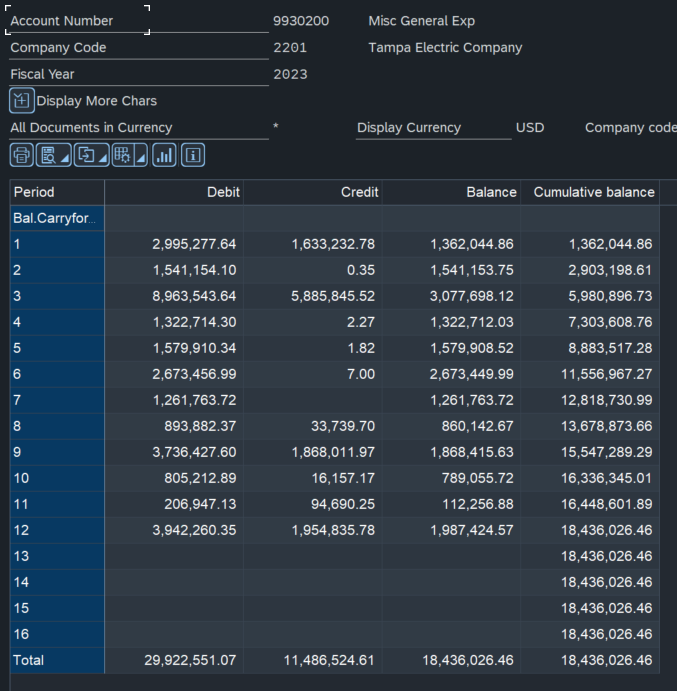 Account Number 9930200 Misc General Exp
Company Code 2201 Tampa Electric Company
Fiscal Year 2023
Display More Chars
All Documents in Currency * Display Currency USD Company code
Period Debit Credit Balance Cumulative balance
Bal.Carryfor...
1 2,995,277.64 1,633,232.78 1,362,044.86 1,362,044.86
2 1,541,154.10 0.35 1,541,153.75 2,903,198.61
3 8,963,543.64 5,885,845.52 3,077,698.12 5,980,896.73
4 1,322,714.30 2.27 1,322,712.03 7,303,608.76
5 1,579,910.34 1.82 1,579,908.52 8,883,517.28
6 2,673,456.99 7.00 2,673,449.99 11,556,967.27
7 1,261,763.72 1,261,763.72 12,818,730.99
8 893,882.37 33,739.70 860,142.67 13,678,873.66
9 3,736,427.60 1,868,011.97 1,868,415.63 15,547,289.29
10 805,212.89 16,157.17 789,055.72 16,336,345.01
11 206,947.13 94,690.25 112,256.88 16,448,601.89
12 3,942,260.35 1,954,835.78 1,987,424.57 18,436,026.46
13 18,436,026.46
14 18,436,026.46
15 18,436,026.46
16 18,436,026.46
Total 29,922,551.07 11,486,524.61 18,436,026.46 18,436,026.46